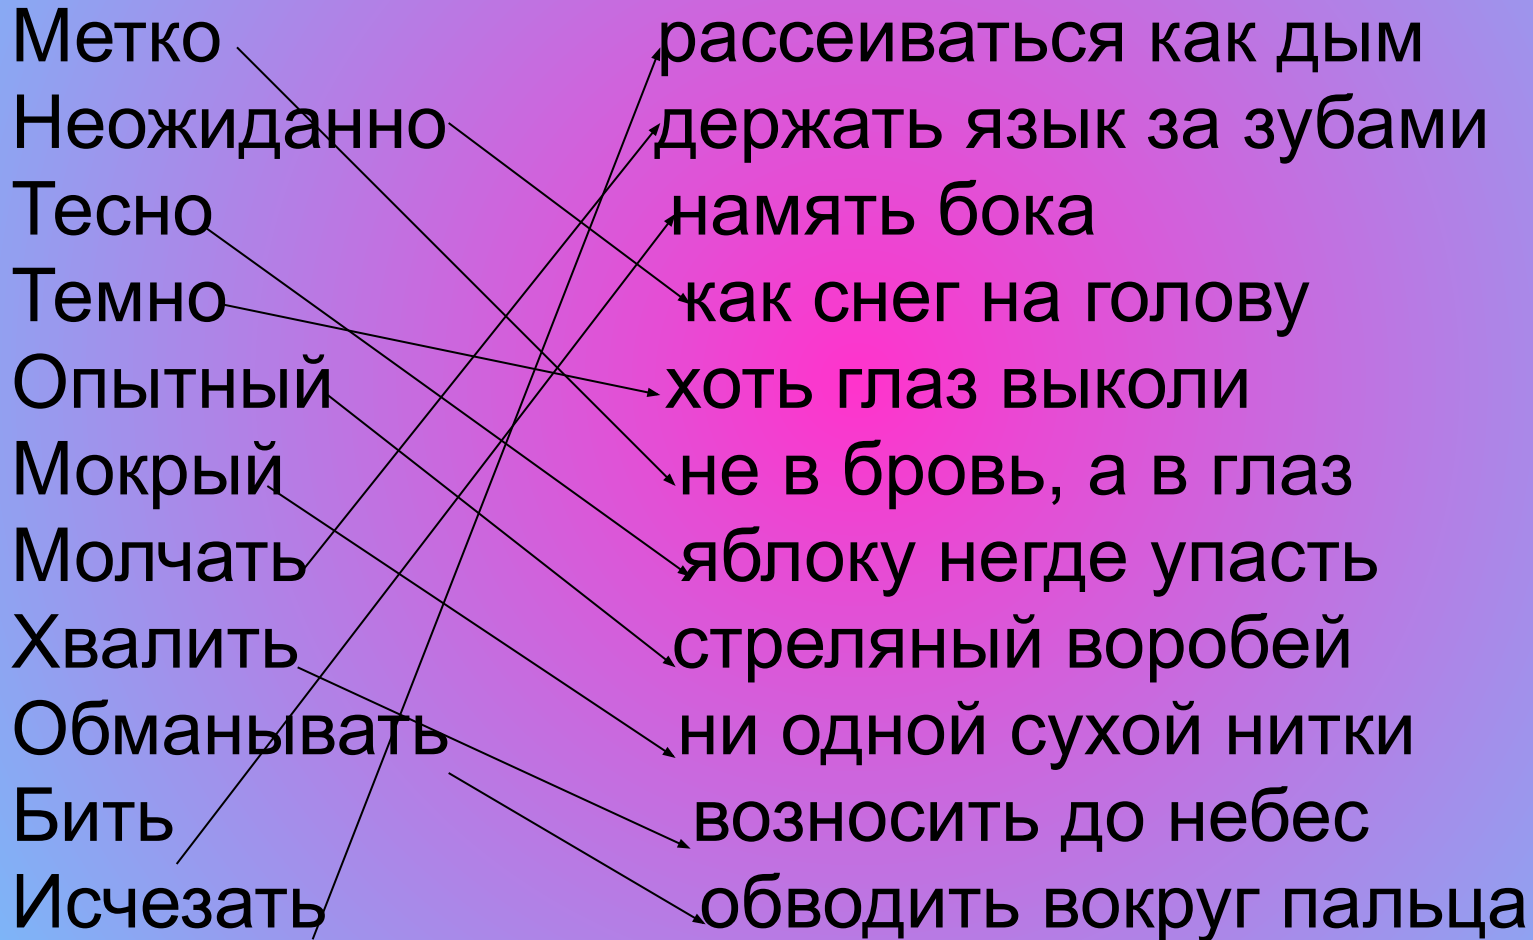 Метко рассеиваться как дым
Неожиданно держать язык за зубами
Тесно намять бока
Темно как снег на голову
Опытный хоть глаз выколи
Мокрый не в бровь, а в глаз
Молчать яблоку негде упасть
Хвалить стреляный воробей
Обманывать ни одной сухой нитки
Бить возносить до небес
Исчезать обводить вокруг пальца